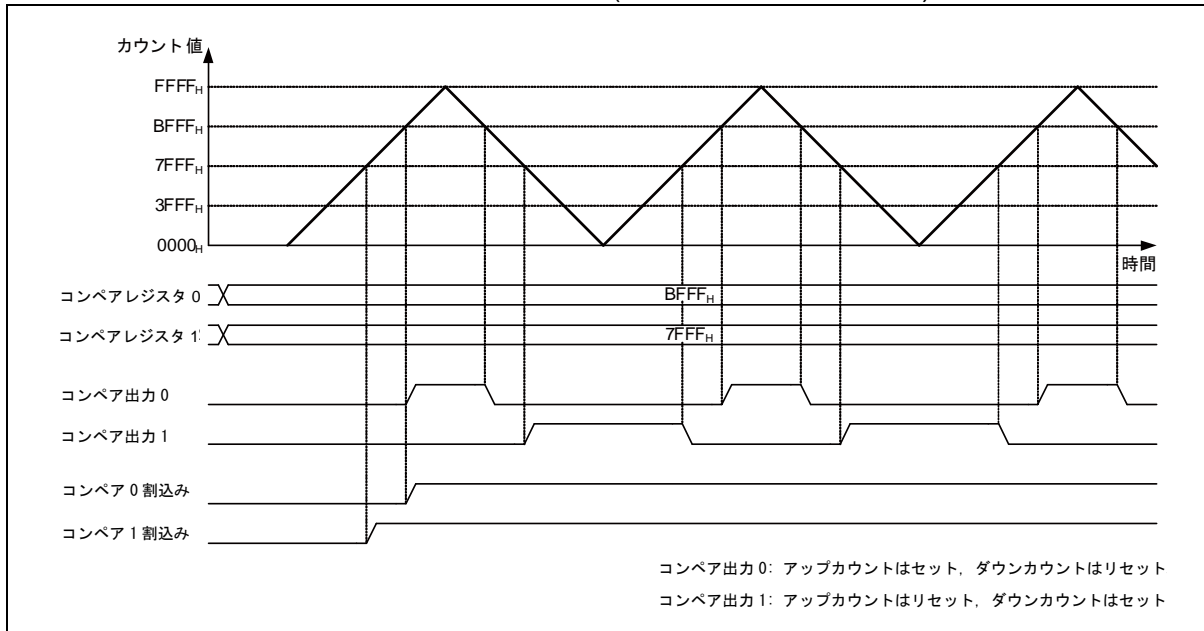 カウント値
FFFFH
BFFFH
7FFFH
3FFFH
0000H
時間
コンペアレジスタ 0
BFFFH
コンペアレジスタ 1
7FFFH
コンペア出力 0
コンペア出力 1
コンペア 0 割込み
コンペア 1 割込み
コンペア出力 0: アップカウントはセット, ダウンカウントはリセット
コンペア出力 1: アップカウントはリセット, ダウンカウントはセット